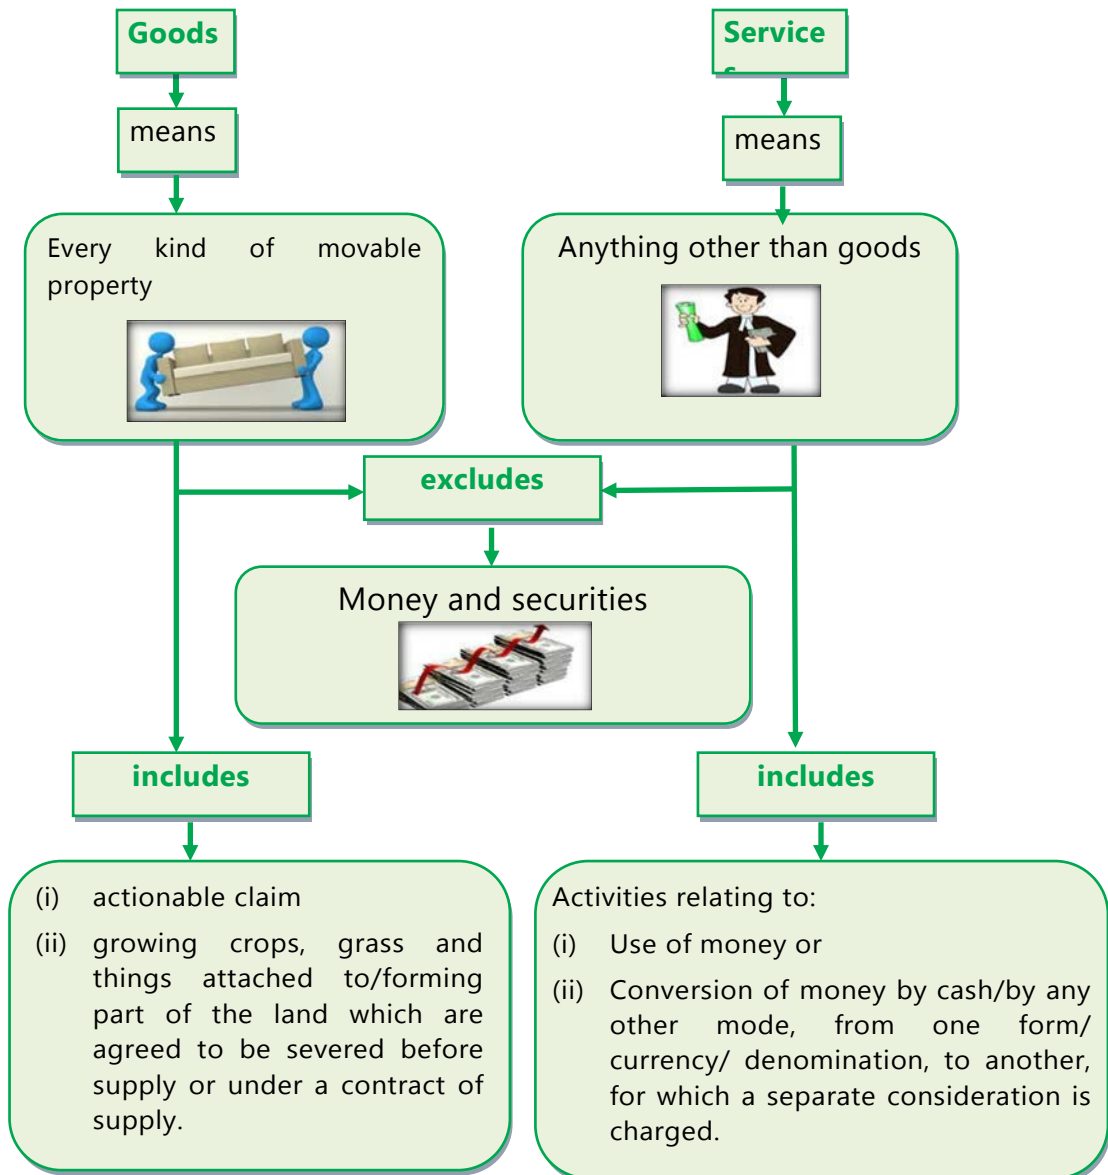 Goods
Service
means
means
Every kind of movable
property
Anything other than goods
excludes
Money and securities
includes
includes
(i) actionable claim
(ii) growing crops, grass and
things attached to/forming
part of the land which are
agreed to be severed before
supply or under a contract of
supply.
Activities relating to:
(i) Use of money or
(ii) Conversion of money by cash/by any
other mode, from one form/
currency/ denomination, to another,
for which a separate consideration is
charged.